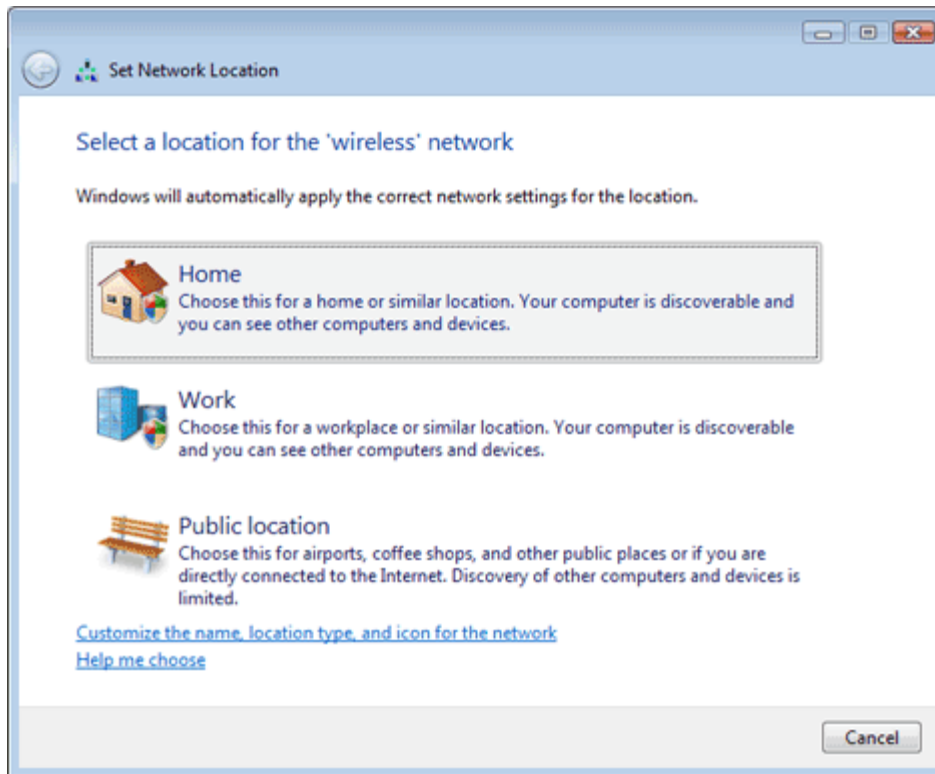 Set Network Location
Select a location for the 'wireless' network
Windows will automatically apply the correct network settings for the location.
Home
Choose this for a home or similar location. Your computer is discoverable and
you can see other computers and devices.
Work
Choose this for a workplace or similar location. Your computer is discoverable
and you can see other computers and devices.
Public location
Choose this for airports, coffee shops, and other public places or if you are
directly connected to the Internet. Discovery of other computers and devices is
limited.
Customize the name, location type, and icon for the network
Help me choose
Cancel